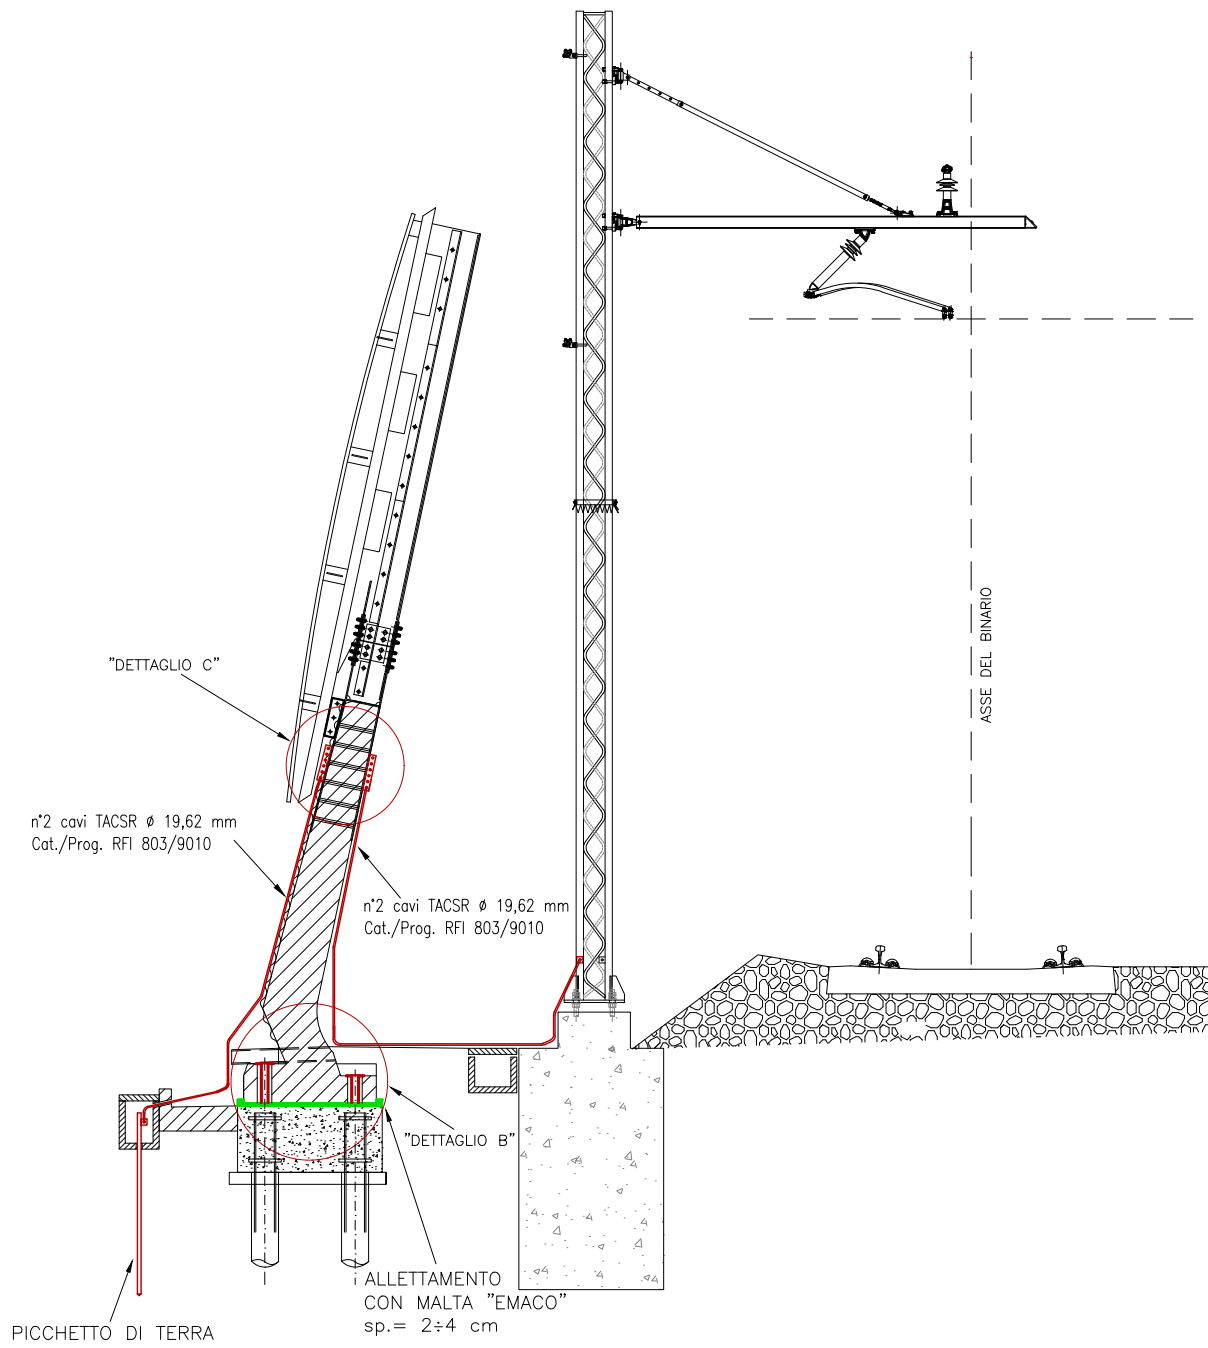 "DETTAGLIO C"
n°2 cavi TACSR ø 19,62 mm
Cat./Prog. RFI 803/9010
n°2 cavi TACSR ø 19,62 mm
Cat./Prog. RFI 803/9010
ASSE DEL BINARIO
"DETTAGLIO B"
ALLETTAMENTO
CON MALTA "EMACO"
sp.= 2÷4 cm
PICCHETTO DI TERRA